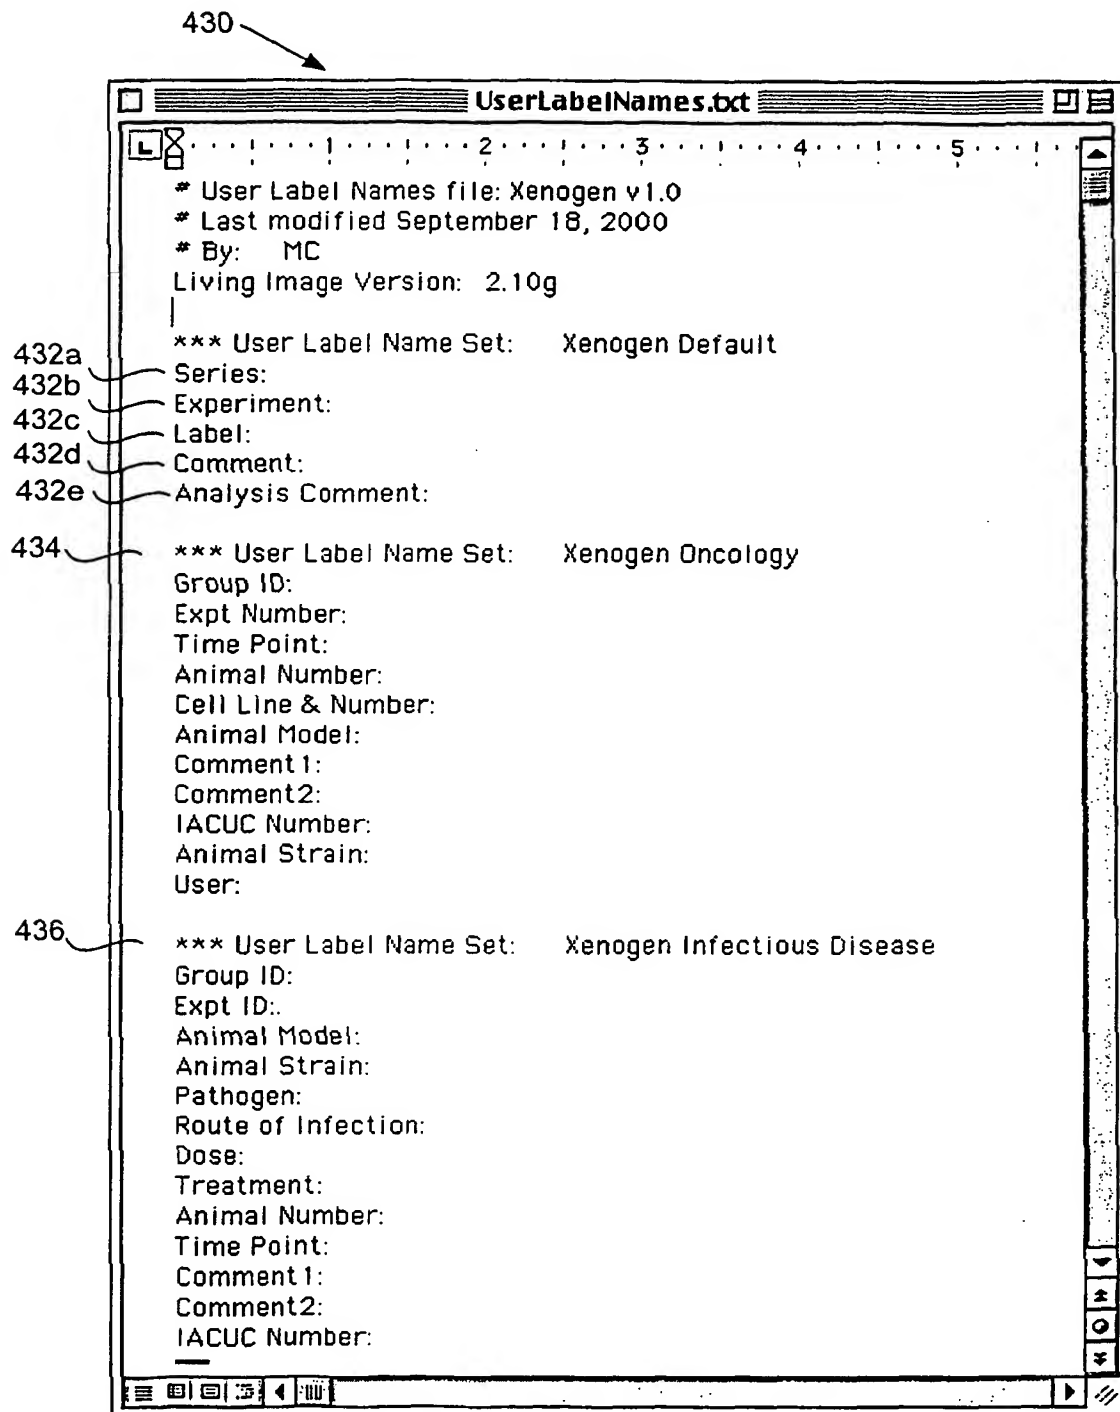 430
UserLabelNames.txt
1 2 3 4 5
# User Label Names file: Xenogen v1.0
# Last modified September 18, 2000
# By: MC
Living Image Version: 2.10g
*** User Label Name Set: Xenogen Default
432a Series:
432b Experiment:
432c Label:
432d Comment:
432e Analysis Comment:
434 *** User Label Name Set: Xenogen Oncology
Group ID:
Expt Number:
Time Point:
Animal Number:
Cell Line & Number:
Animal Model:
Comment1:
Comment2:
IACUC Number:
Animal Strain:
User:
436 *** User Label Name Set: Xenogen Infectious Disease
Group ID:
Expt ID:.
Animal Model:
Animal Strain:
Pathogen:
Route of Infection:
Dose:
Treatment:
Animal Number:
Time Point:
Comment1:
Comment2:
IACUC Number: